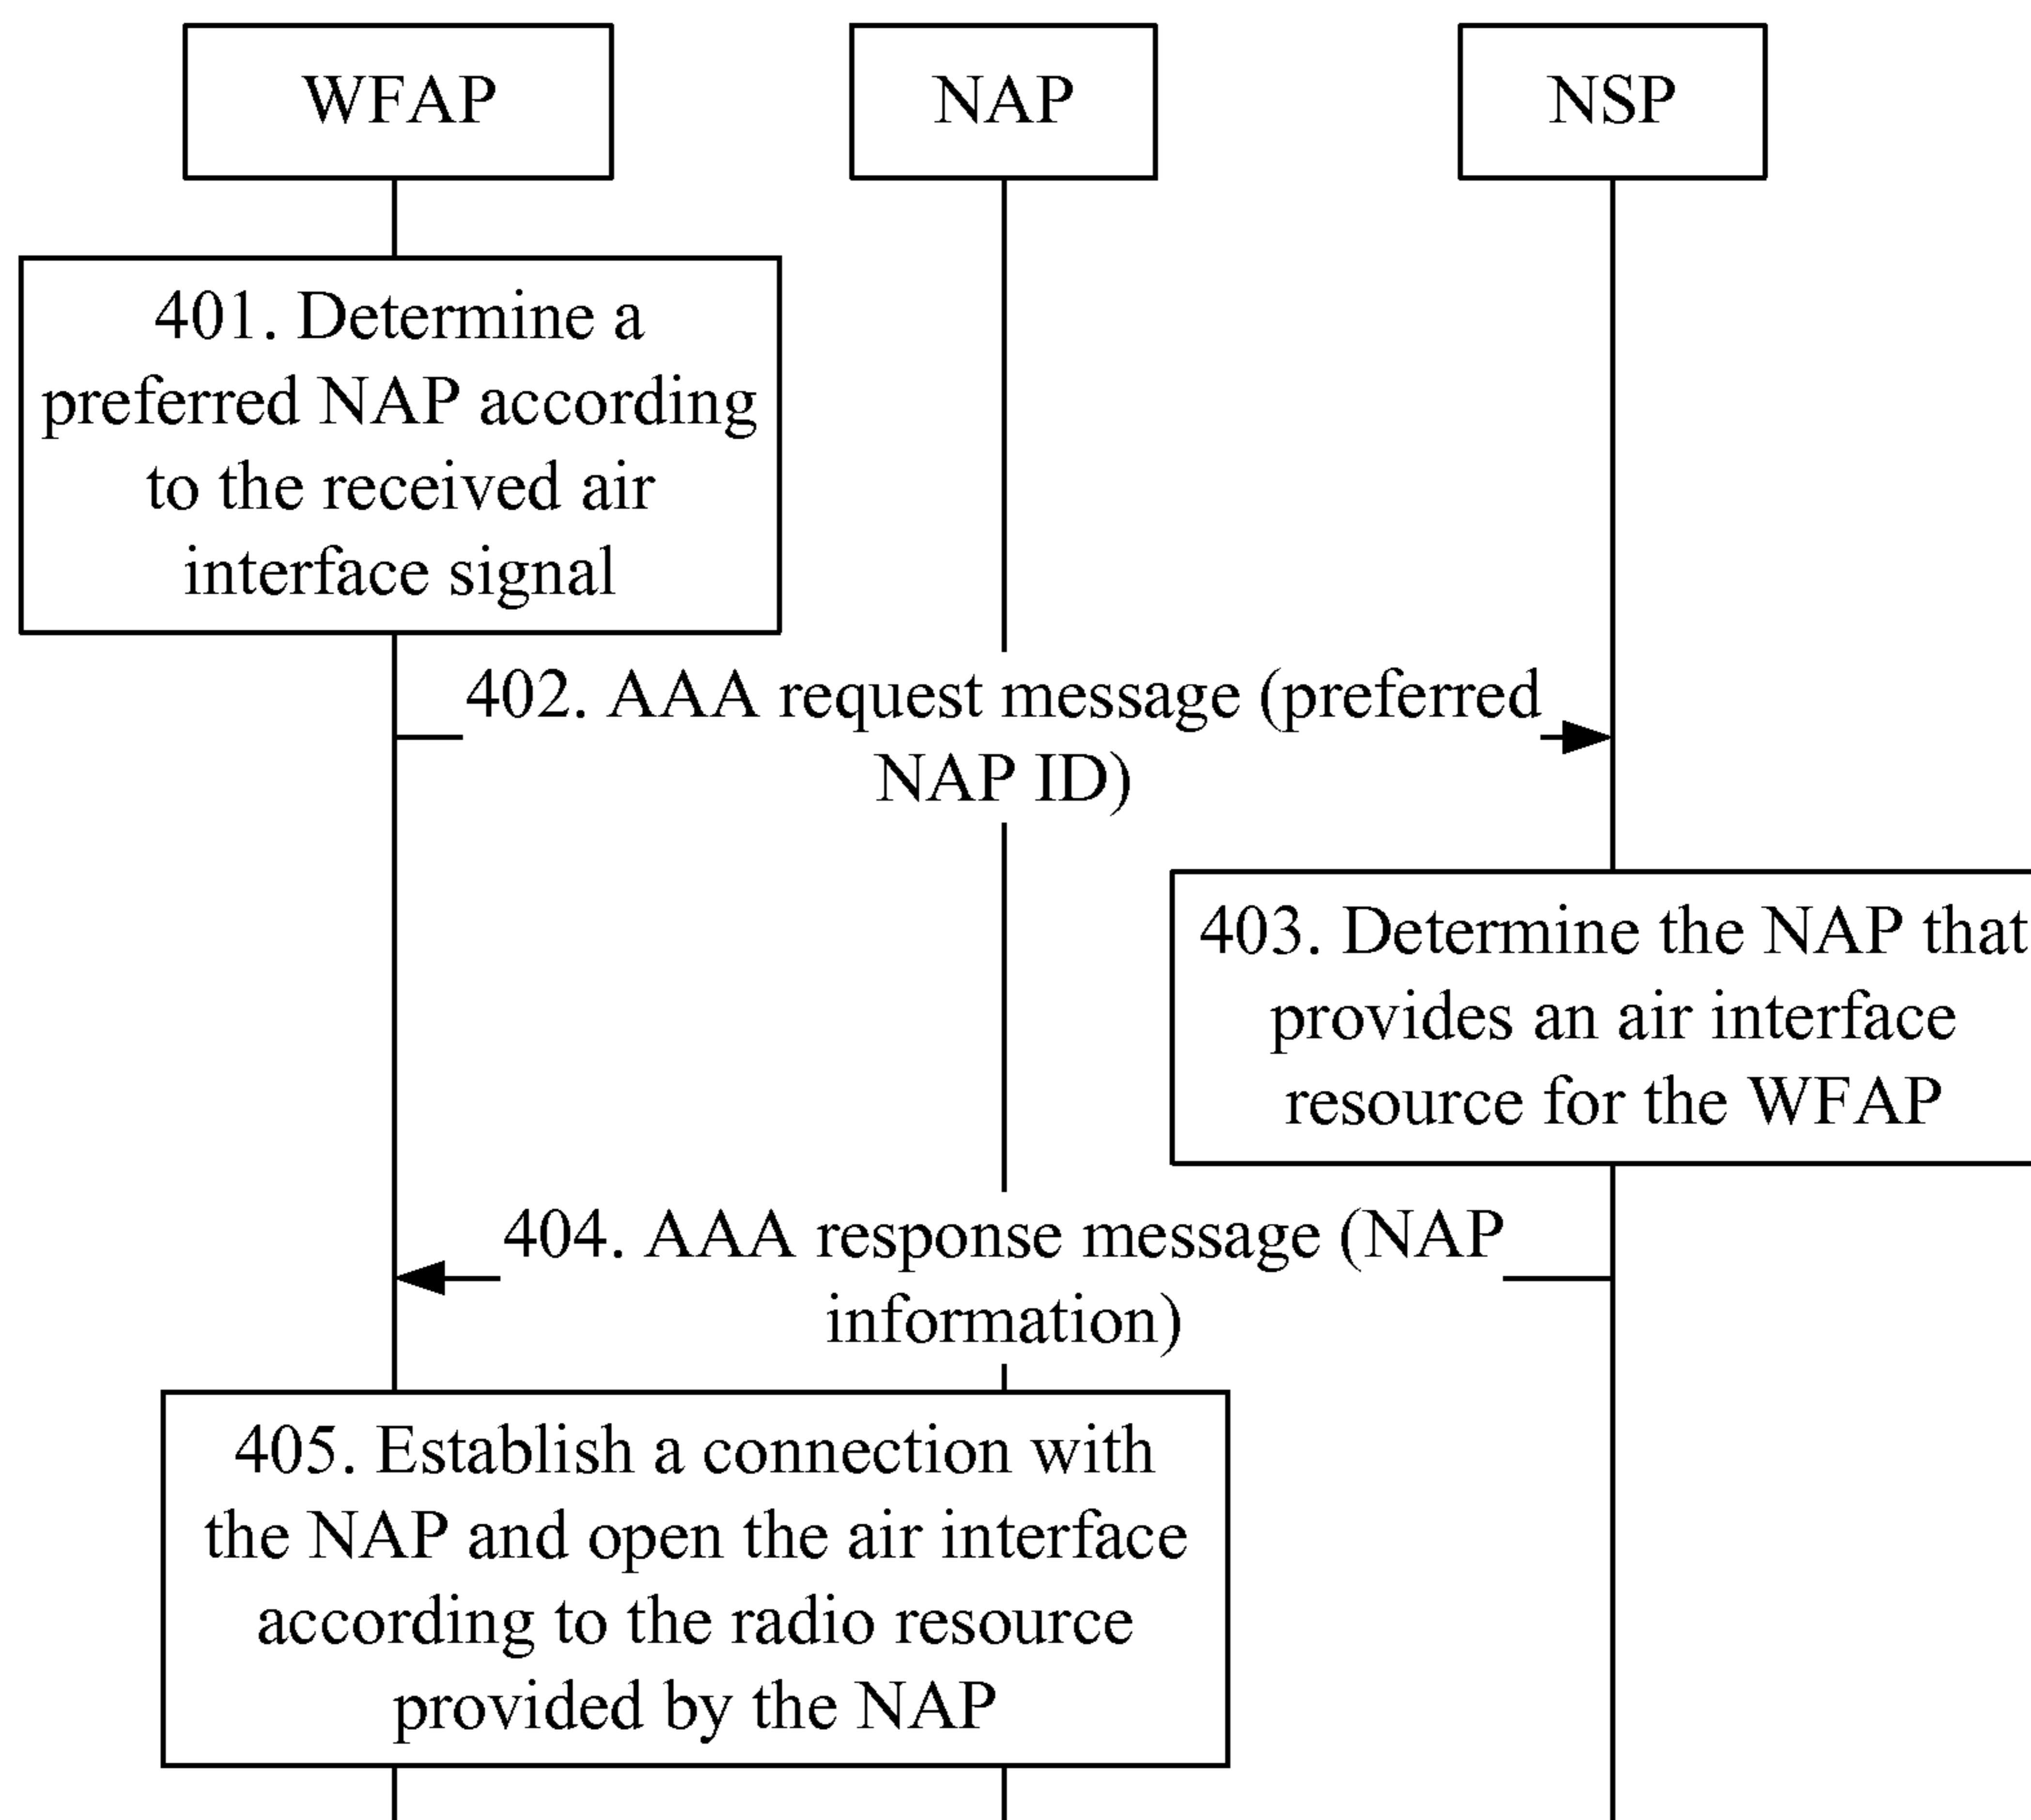 WFAP
NAP
NSP
401. Determine a
preferred NAP according
to the received air
interface signal
402. AAA request message (preferred
NAP ID)
403. Determine the NAP that
provides an air interface
resource for the WFAP
404. AAA response message (NAP
information)
405. Establish a connection with
the NAP and open the air interface
according to the radio resource
provided by the NAP